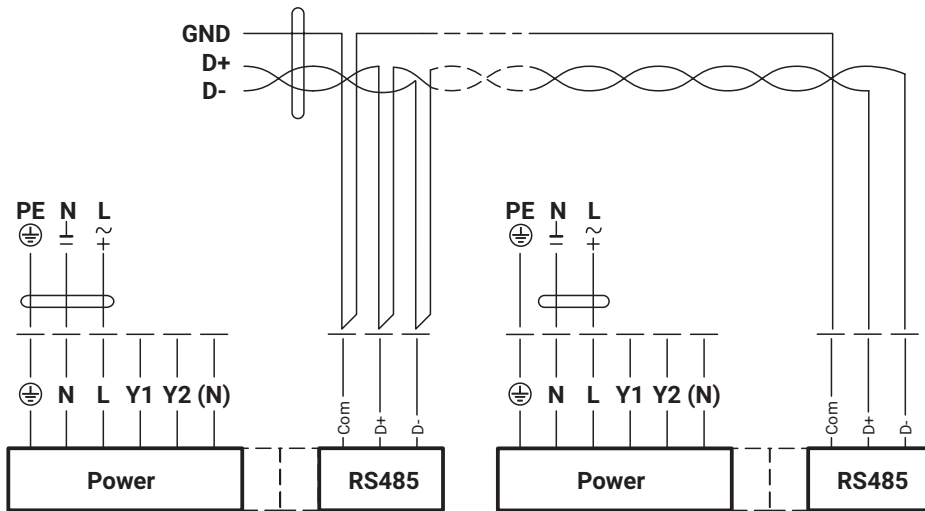 GND
D+
D-
PE N L
PE N L
N L Y1 Y2 (N)
Com D+ D-
N L Y1 Y2 (N)
Com D+ D-
Power
RS485
Power
RS485